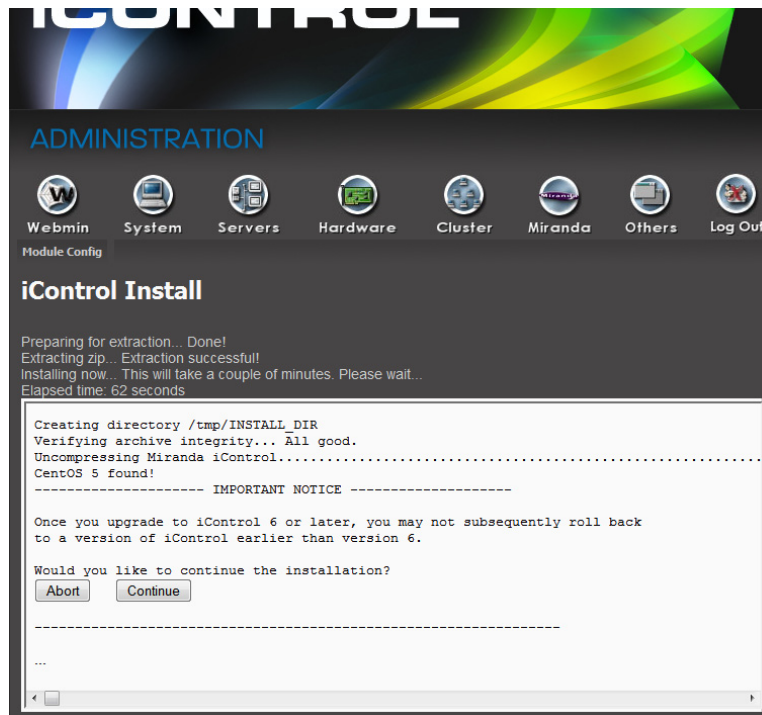 iCONTROL
ADMINISTRATION
Webmin System Servers Hardware Cluster Miranda Others Log Out
Module Config
iControl Install
Preparing for extraction... Done!
Extracting zip... Extraction successful!
Installing now... This will take a couple of minutes. Please wait...
Elapsed time: 62 seconds
Creating directory /tmp/INSTALL_DIR
Verifying archive integrity... All good.
Uncompressing Miranda iControl............................................................
CentOS 5 found!
--------------------- IMPORTANT NOTICE --------------------
Once you upgrade to iControl 6 or later, you may not subsequently roll back
to a version of iControl earlier than version 6.
Would you like to continue the installation?
Abort Continue
-----------------------------------------------------------------
...